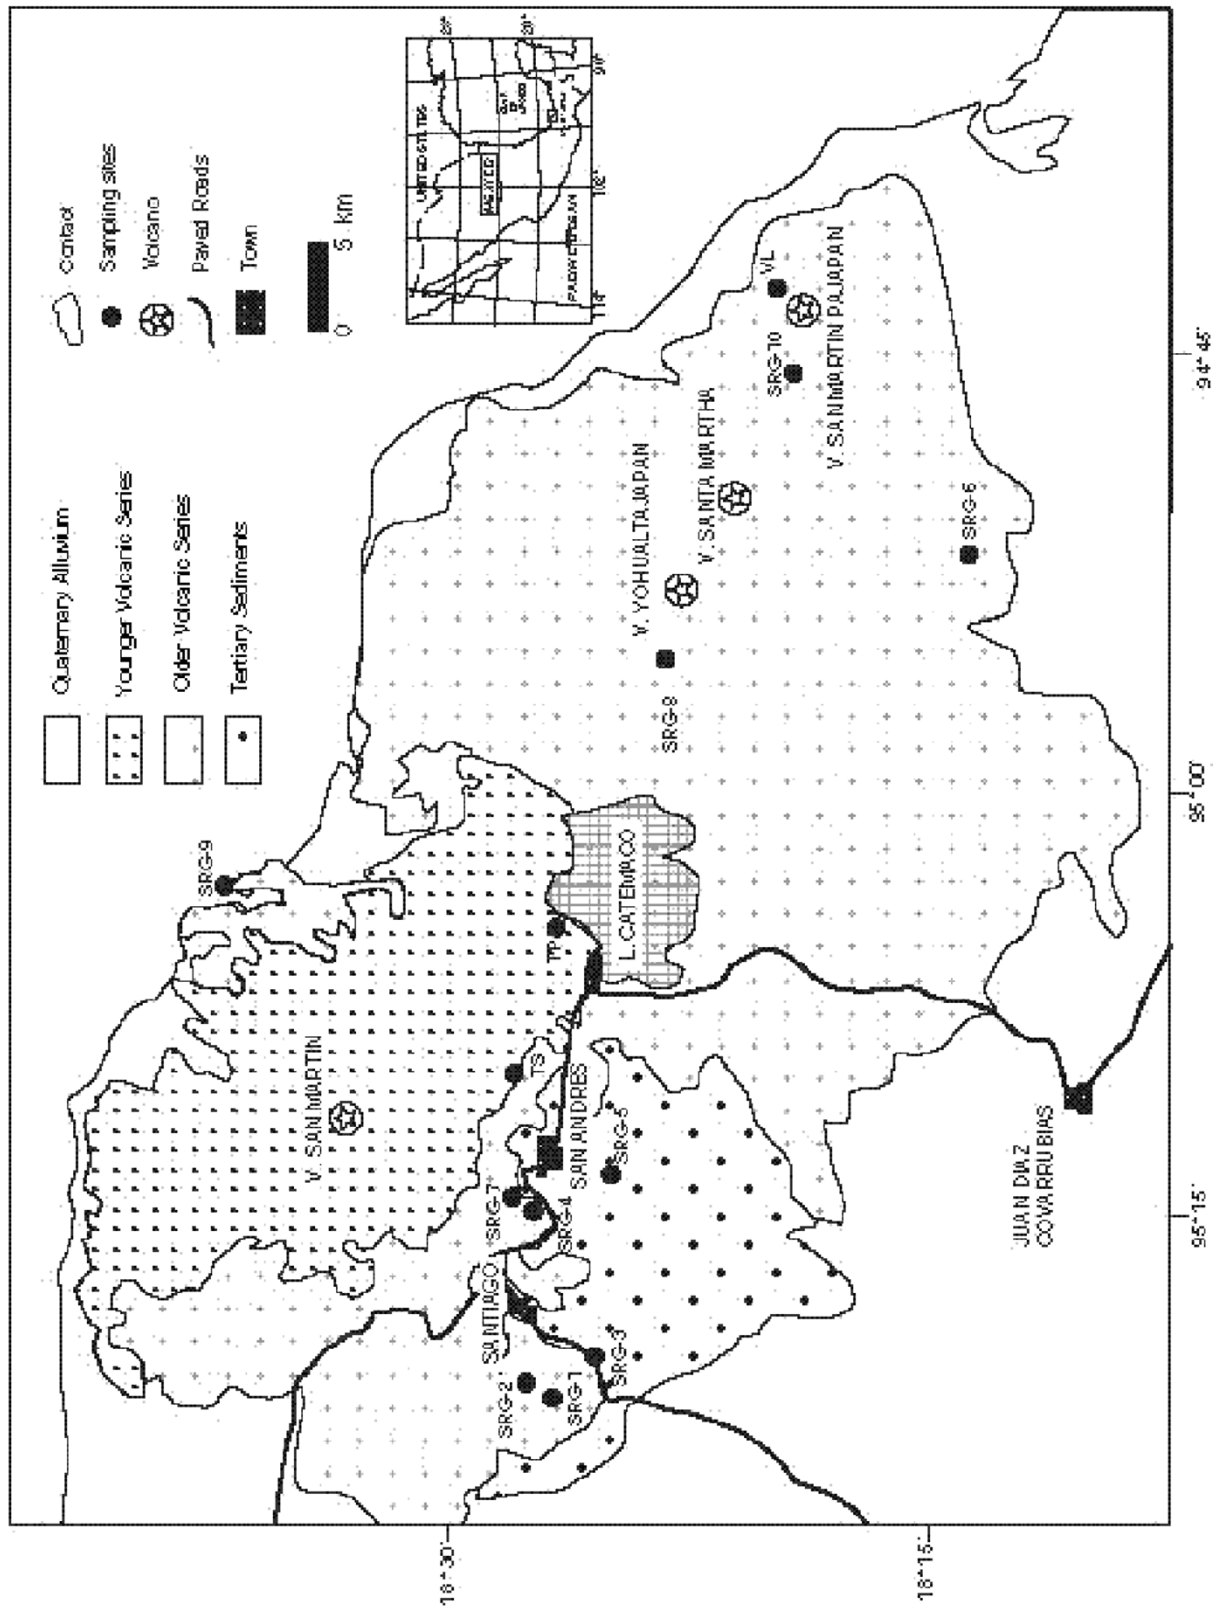 Quaternary Alluvium
Younger Volcanic Series
Older Volcanic Series
Tertiary Sediments
Contact
Sampling sites
Volcano
Paved Roads
Town
0 5 km
UNITED STATES
MEXICO
PACIFIC OCEAN
SRG-9
V. SAN MARTIN
TP
TS
L. CATEMACO
SAN ANDRES
SRG-7
SRG-4
SRG-5
SANTIAGO
SRG-3
SRG-2
SRG-1
V. YOHUALTAJAPAN
V. SANTA MARTHA
V. SAN MARTIN PAJAPAN
SRG-10
VL
SRG-8
SRG-6
JUAN DIAZ
COVARRUBIAS
18°30'
18°15'
95°15'
95°00'
94°45'